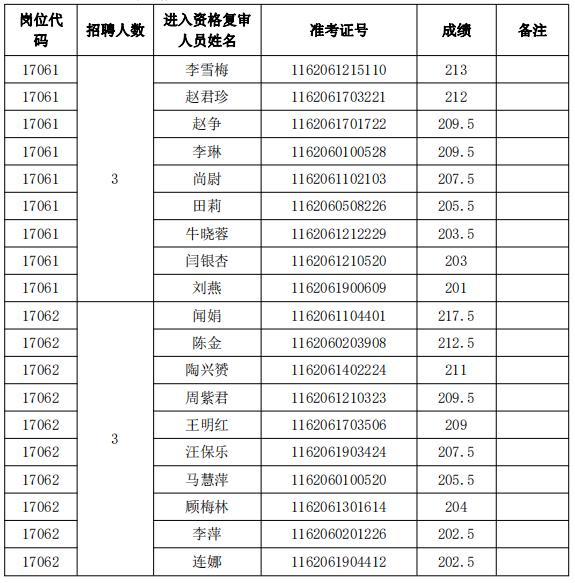 岗位代码 招聘人数 进入资格复审人员姓名 准考证号 成绩 备注
17061 3 李雪梅 1162061215110 213
17061 赵君珍 1162061703221 212
17061 赵争 1162061701722 209.5
17061 李琳 1162060100528 209.5
17061 尚尉 1162061102103 207.5
17061 田莉 1162060508226 205.5
17061 牛晓蓉 1162061212229 203.5
17061 闫银杏 1162061210520 203
17061 刘燕 1162061900609 201
17062 3 闻娟 1162061104401 217.5
17062 陈金 1162060203908 212.5
17062 陶兴赟 1162061402224 211
17062 周紫君 1162061210323 209.5
17062 王明红 1162061703506 209
17062 汪保乐 1162061903424 207.5
17062 马慧萍 1162060100520 205.5
17062 顾梅林 1162061301614 204
17062 李萍 1162060201226 202.5
17062 连娜 1162061904412 202.5